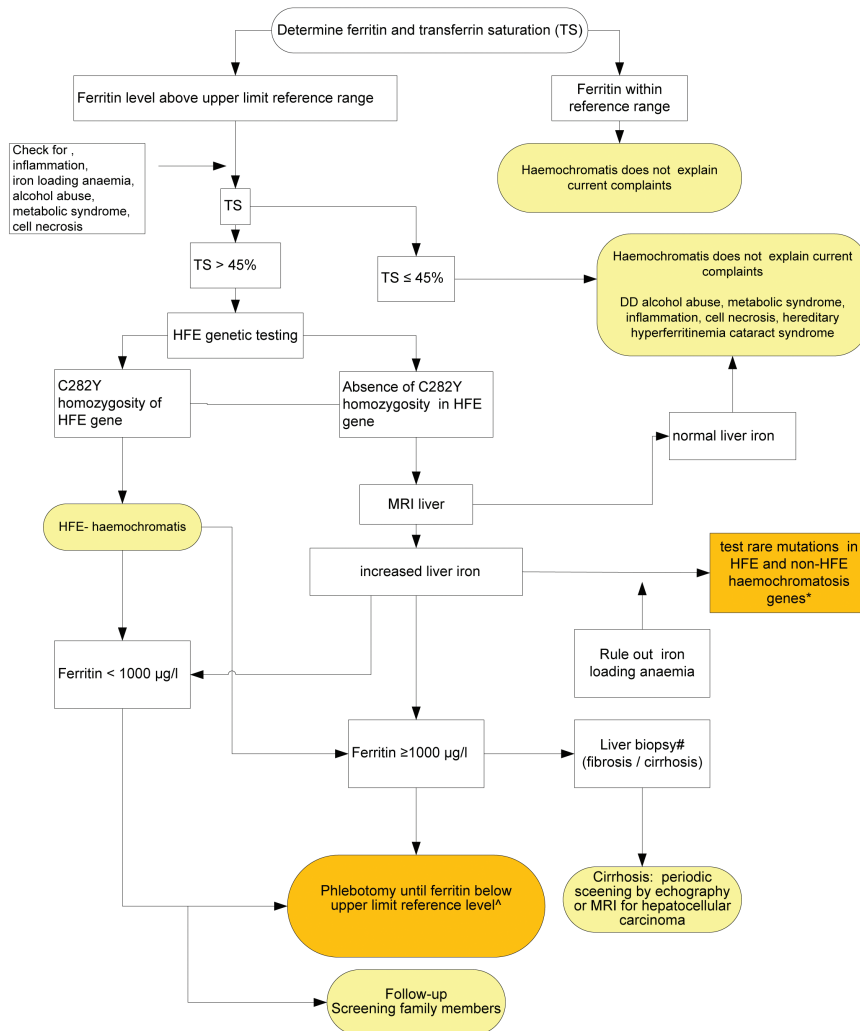 Determine ferritin and transferrin saturation (TS)
Ferritin level above upper limit reference range
Ferritin within
reference range
Check for ,
inflammation,
iron loading anaemia,
alcohol abuse,
metabolic syndrome,
cell necrosis
Haemochromatis does not explain
current complaints
TS
TS > 45%
TS ≤ 45%
Haemochromatis does not explain current
complaints
DD alcohol abuse, metabolic syndrome,
inflammation, cell necrosis, hereditary
hyperferritinemia cataract syndrome
HFE genetic testing
C282Y
homozygosity of
HFE gene
Absence of C282Y
homozygosity in HFE
gene
normal liver iron
MRI liver
HFE- haemochromatis
increased liver iron
test rare mutations in
HFE and non-HFE
haemochromatosis
genes*
Rule out iron
loading anaemia
Ferritin < 1000 µg/l
Ferritin ≥1000 µg/l
Liver biopsy#
(fibrosis / cirrhosis)
Phlebotomy until ferritin below
upper limit reference level^
Cirrhosis: periodic
sceening by echography
or MRI for hepatocellular
carcinoma
Follow-up
Screening family members